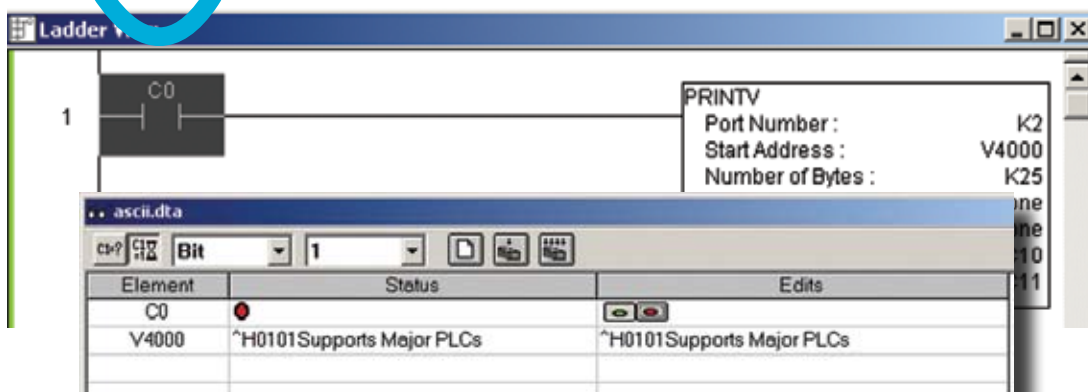 Ladder
C0
1
PRINTV
Port Number : K2
Start Address : V4000
Number of Bytes : K25
ascii.dta
Bit 1
Element Status Edits
C0
V4000 ^H0101Supports Major PLCs ^H0101Supports Major PLCs